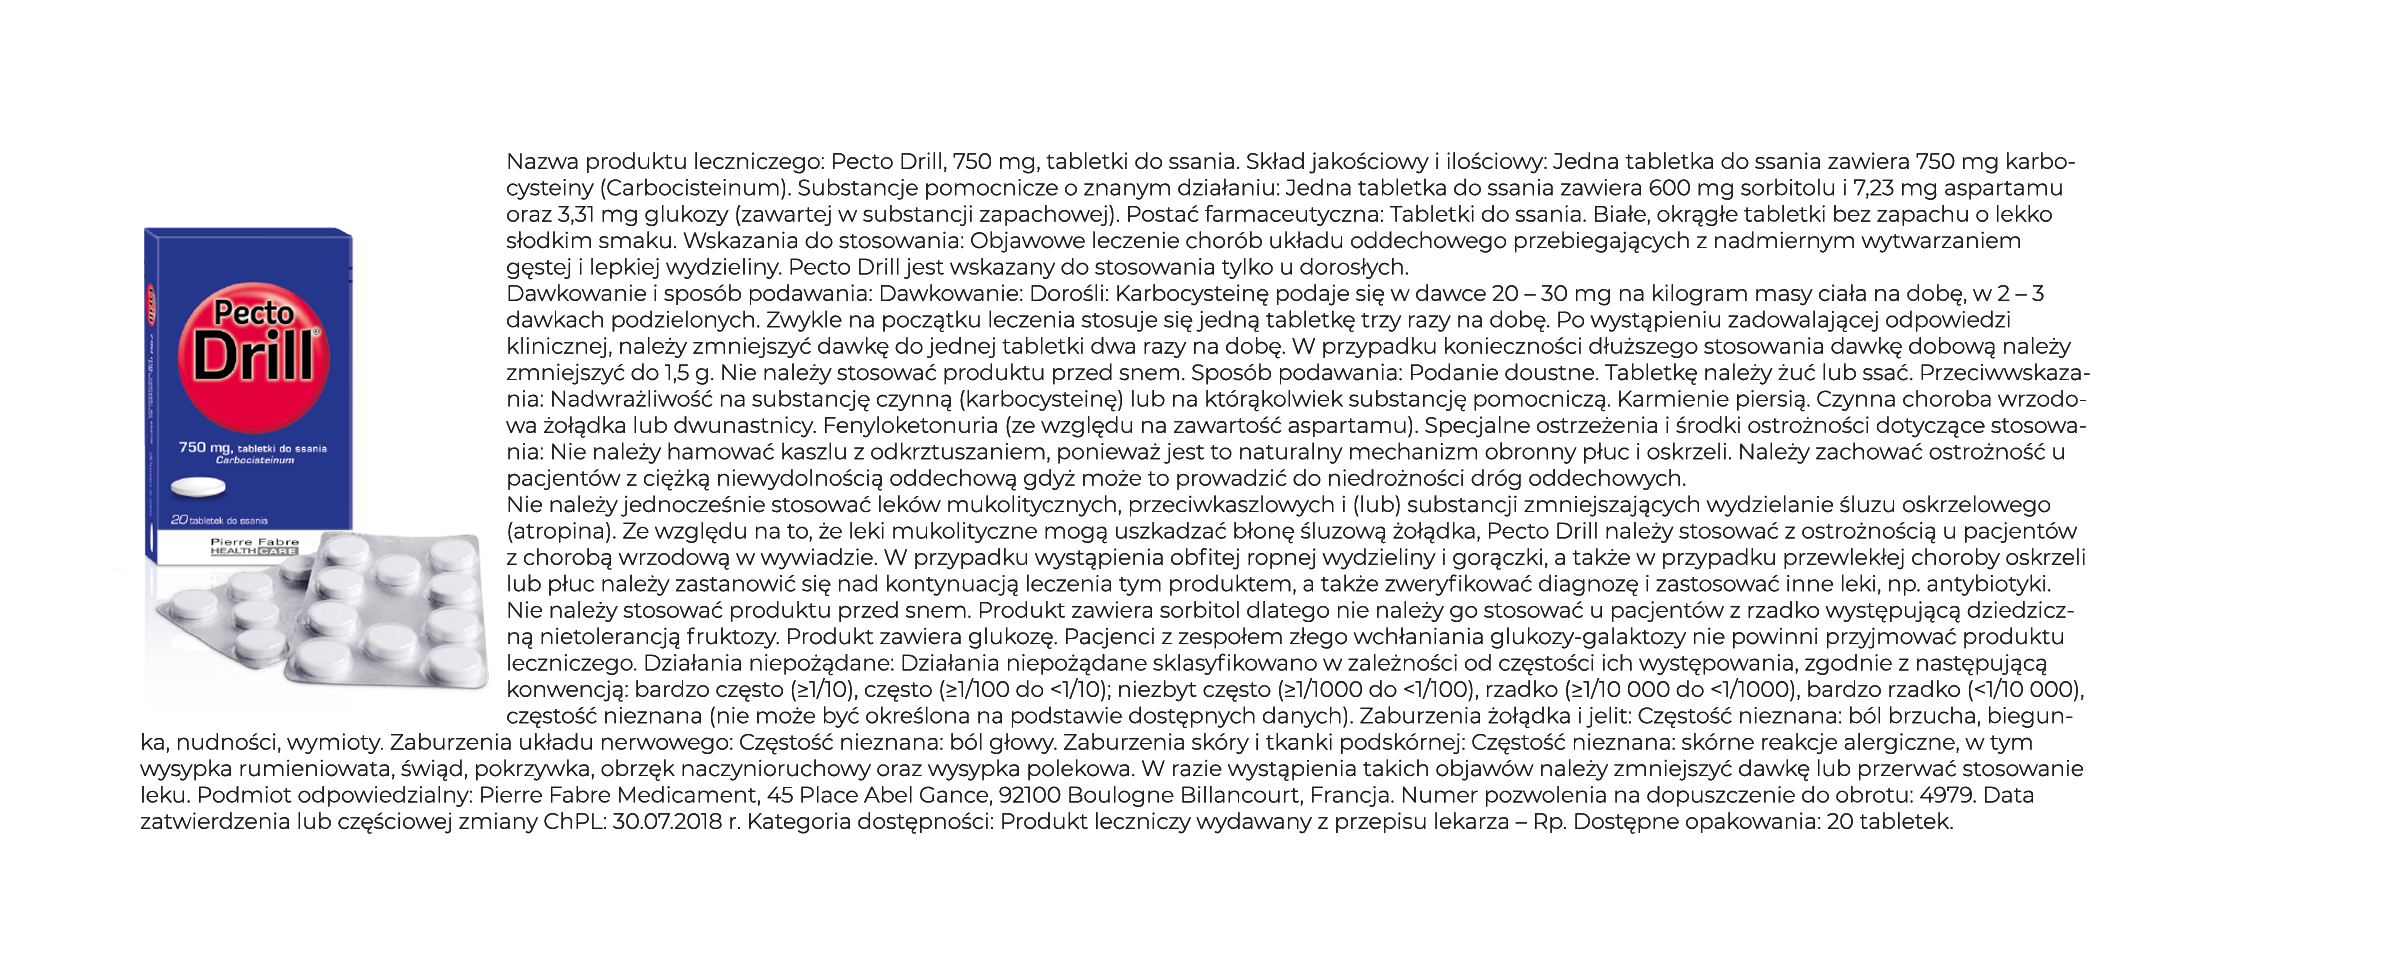 Nazwa produktu leczniczego: Pecto Drill, 750 mg, tabletki do ssania. Skład jakościowy i ilościowy: Jedna tabletka do ssania zawiera 750 mg karbo-
cysteiny (Carbocisteinum). Substancje pomocnicze o znanym działaniu: Jedna tabletka do ssania zawiera 600 mg sorbitolu i 7,23 mg aspartamu
oraz 3,31 mg glukozy (zawartej w substancji zapachowej). Postać farmaceutyczna: Tabletki do ssania. Białe, okrągłe tabletki bez zapachu o lekko
słodkim smaku. Wskazania do stosowania: Objawowe leczenie chorób układu oddechowego przebiegających z nadmiernym wytwarzaniem
gęstej i lepkiej wydzieliny. Pecto Drill jest wskazany do stosowania tylko u dorosłych.
Dawkowanie i sposób podawania: Dawkowanie: Dorośli: Karbocysteinę podaje się w dawce 20 – 30 mg na kilogram masy ciała na dobę, w 2 – 3
dawkach podzielonych. Zwykle na początku leczenia stosuje się jedną tabletkę trzy razy na dobę. Po wystąpieniu zadowalającej odpowiedzi
klinicznej, należy zmniejszyć dawkę do jednej tabletki dwa razy na dobę. W przypadku konieczności dłuższego stosowania dawkę dobową należy
zmniejszyć do 1,5 g. Nie należy stosować produktu przed snem. Sposób podawania: Podanie doustne. Tabletkę należy żuć lub ssać. Przeciwwskaza-
nia: Nadwrażliwość na substancję czynną (karbocysteinę) lub na którąkolwiek substancję pomocniczą. Karmienie piersią. Czynna choroba wrzodo-
wa żołądka lub dwunastnicy. Fenyloketonuria (ze względu na zawartość aspartamu). Specjalne ostrzeżenia i środki ostrożności dotyczące stosowa-
nia: Nie należy hamować kaszlu z odkrztuszaniem, ponieważ jest to naturalny mechanizm obronny płuc i oskrzeli. Należy zachować ostrożność u
pacjentów z ciężką niewydolnością oddechową gdyż może to prowadzić do niedrożności dróg oddechowych.
Nie należy jednocześnie stosować leków mukolitycznych, przeciwkaszlowych i (lub) substancji zmniejszających wydzielanie śluzu oskrzelowego
(atropina). Ze względu na to, że leki mukolityczne mogą uszkadzać błonę śluzową żołądka, Pecto Drill należy stosować z ostrożnością u pacjentów
z chorobą wrzodową w wywiadzie. W przypadku wystąpienia obfitej ropnej wydzieliny i gorączki, a także w przypadku przewlekłej choroby oskrzeli
lub płuc należy zastanowić się nad kontynuacją leczenia tym produktem, a także zweryfikować diagnozę i zastosować inne leki, np. antybiotyki.
Nie należy stosować produktu przed snem. Produkt zawiera sorbitol dlatego nie należy go stosować u pacjentów z rzadko występującą dziedzicz-
ną nietolerancją fruktozy. Produkt zawiera glukozę. Pacjenci z zespołem złego wchłaniania glukozy-galaktozy nie powinni przyjmować produktu
leczniczego. Działania niepożądane: Działania niepożądane sklasyfikowano w zależności od częstości ich występowania, zgodnie z następującą
konwencją: bardzo często (≥1/10), często (≥1/100 do <1/10); niezbyt często (≥1/1000 do <1/100), rzadko (≥1/10 000 do <1/1000), bardzo rzadko (<1/10 000),
częstość nieznana (nie może być określona na podstawie dostępnych danych). Zaburzenia żołądka i jelit: Częstość nieznana: ból brzucha, biegun-
ka, nudności, wymioty. Zaburzenia układu nerwowego: Częstość nieznana: ból głowy. Zaburzenia skóry i tkanki podskórnej: Częstość nieznana: skórne reakcje alergiczne, w tym
wysypka rumieniowata, świąd, pokrzywka, obrzęk naczynioruchowy oraz wysypka polekowa. W razie wystąpienia takich objawów należy zmniejszyć dawkę lub przerwać stosowanie
leku. Podmiot odpowiedzialny: Pierre Fabre Medicament, 45 Place Abel Gance, 92100 Boulogne Billancourt, Francja. Numer pozwolenia na dopuszczenie do obrotu: 4979. Data
zatwierdzenia lub częściowej zmiany ChPL: 30.07.2018 r. Kategoria dostępności: Produkt leczniczy wydawany z przepisu lekarza – Rp. Dostępne opakowania: 20 tabletek.
Pecto
Drill®
750 mg, tabletki do ssania
Carbocisteinum
20 tabletek do ssania
Pierre Fabre
HEALTH CARE